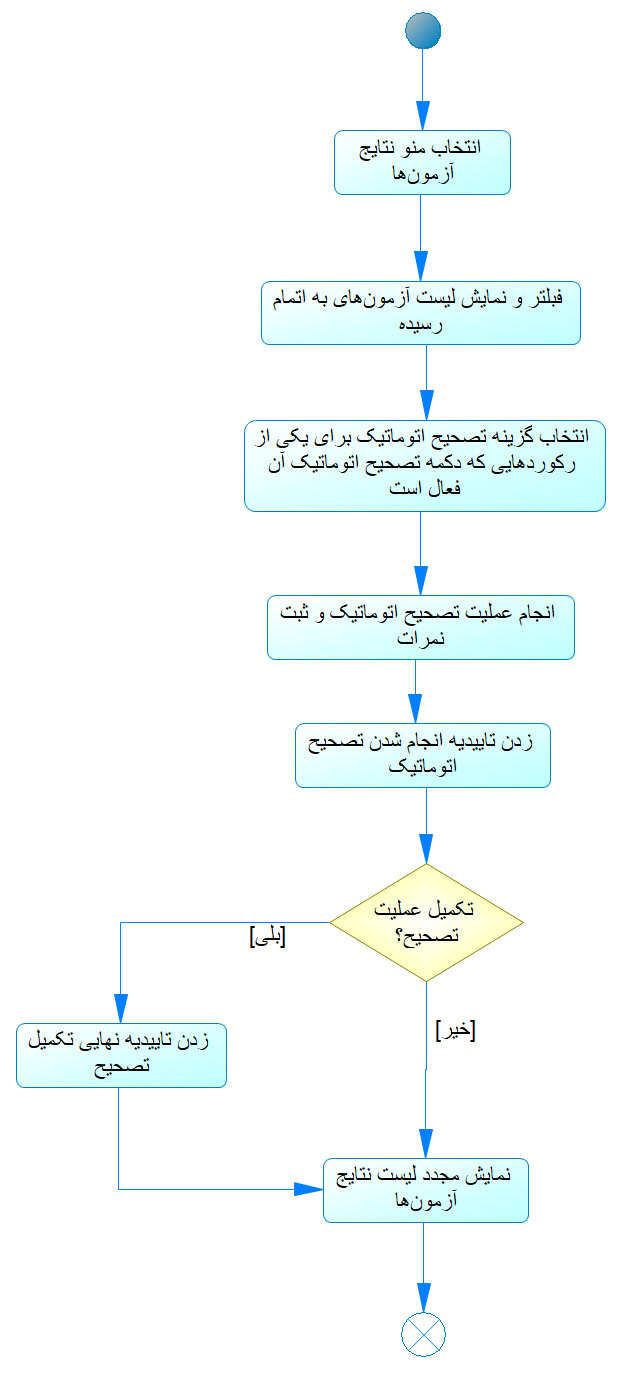 انتخاب منو نتایج
آزمون‌ها
فبلتر و نمایش لیست آزمون‌های به اتمام
رسیده
انتخاب گزینه تصحیح اتوماتیک برای یکی از
رکوردهایی که دکمه تصحیح اتوماتیک آن
فعال است
انجام عملیت تصحیح اتوماتیک و ثبت
نمرات
زدن تاییدیه انجام شدن تصحیح
اتوماتیک
تکمیل عملیت
تصحیح؟
[بلی]
[خیر]
زدن تاییدیه نهایی تکمیل
تصحیح
نمایش مجدد لیست نتایج
آزمون‌ها